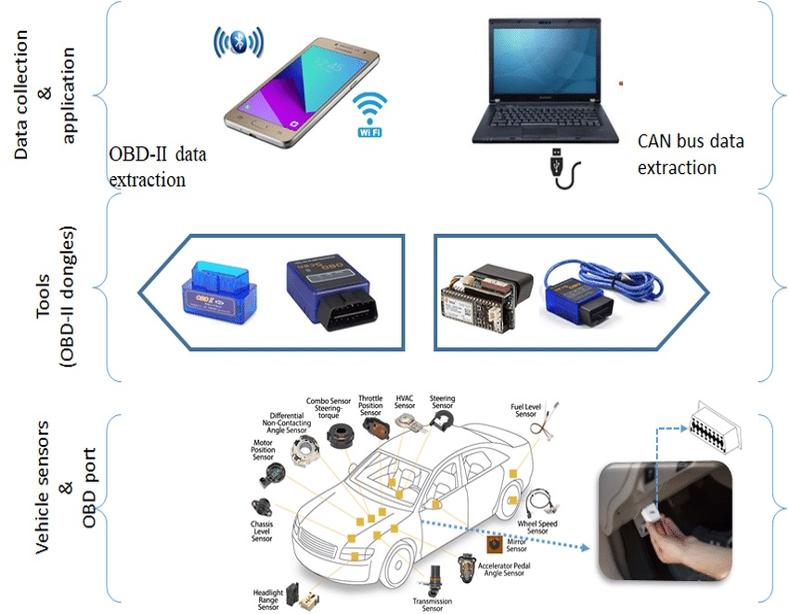 Data collection
&
application
12:45
Wi Fi
OBD-II data
extraction
CAN bus data
extraction
Tools
(OBD-II dongles)
OBD II
OBD
Vehicle sensors
&
OBD port
Combo Sensor
Steering-
torque
Throttle
Position
Sensor
HVAC
Sensor
Steering
Sensor
Fuel Level
Sensor
Differential
Non-Contacting
Angle Sensor
Motor
Position
Sensor
Chassis
Level
Sensor
Wheel Speed
Sensor
Mirror
Sensor
Accelerator Pedal
Angle Sensor
Headlight
Range
Sensor
Transmission
Sensor